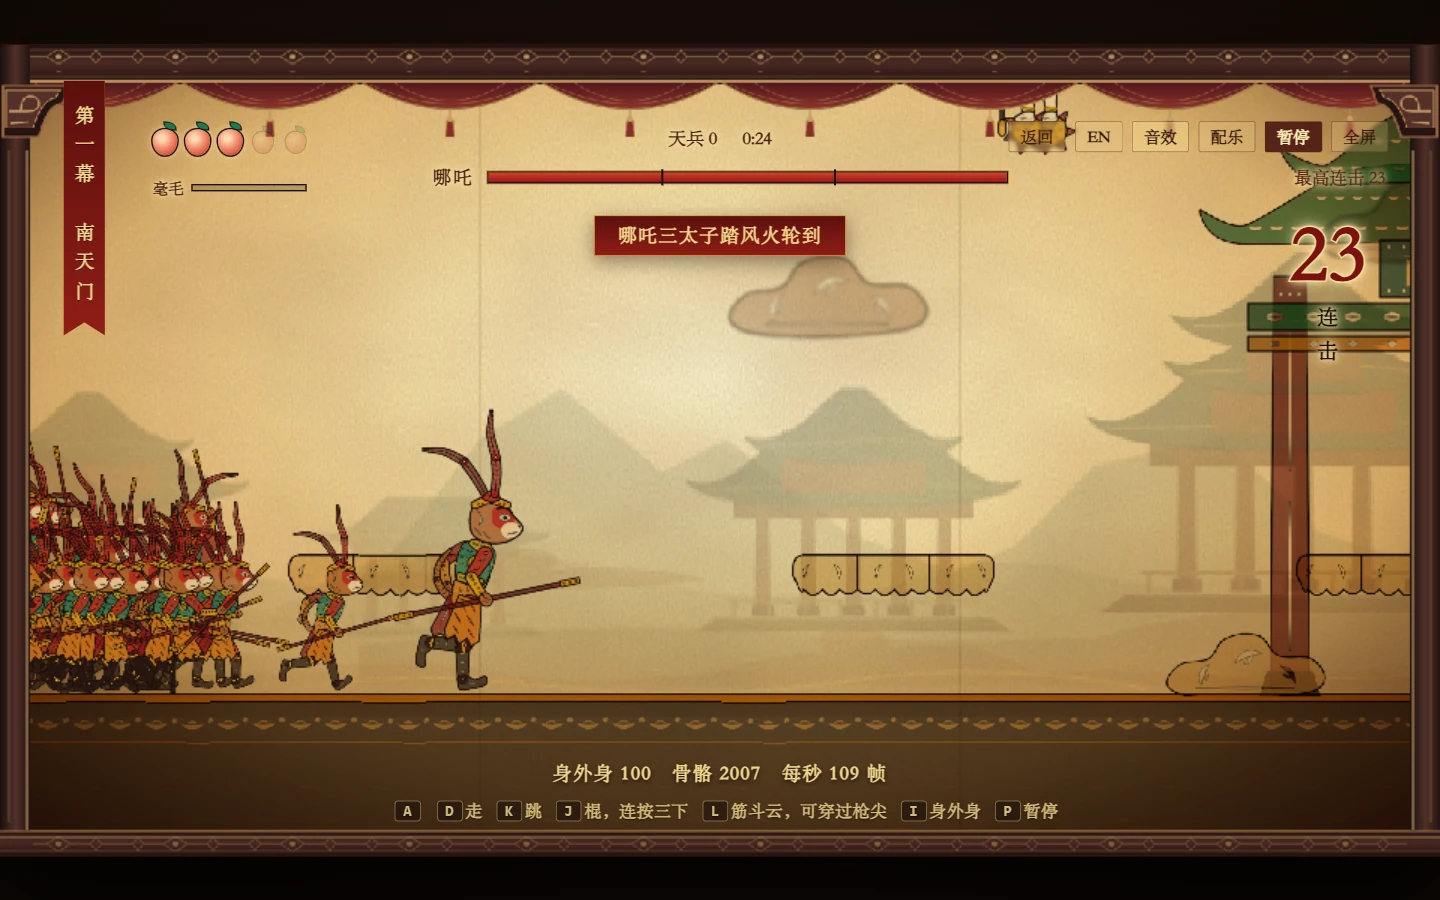 第一幕 南天门
天兵 0 0:24
返回 EN 音效 配乐 暂停 全屏
毫毛
哪吒
最高连击 23
哪吒三太子踏风火轮到
23
连击
身外身 100 骨骼 2007 每秒 109 帧
A D 走 K 跳 J 棍，连按三下 L 筋斗云，可穿过枪尖 I 身外身 P 暂停